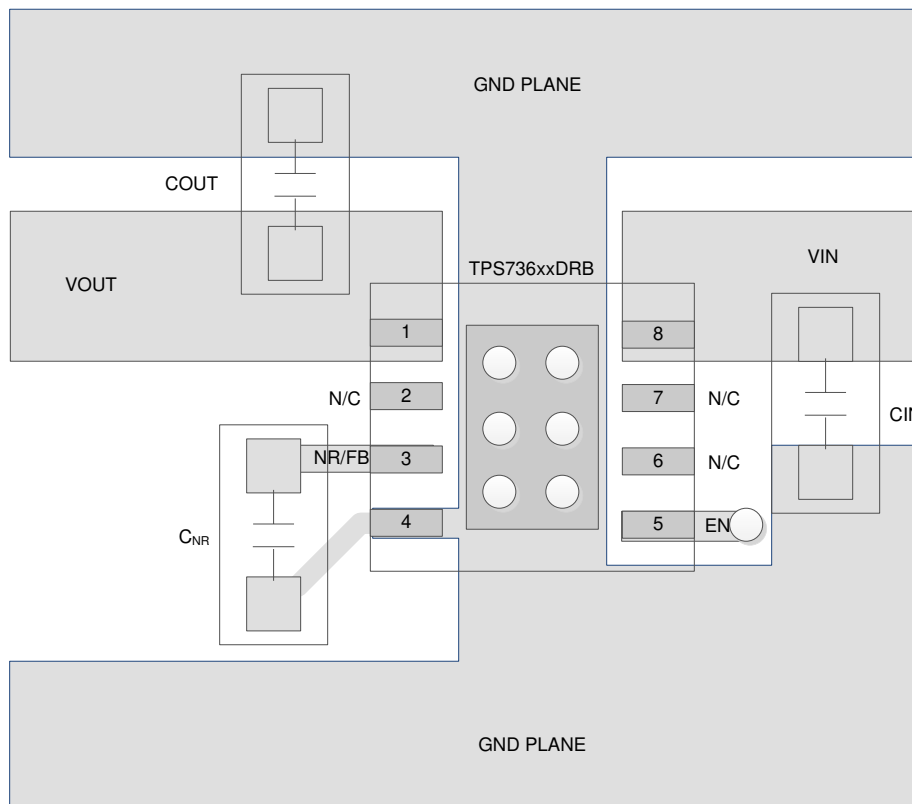 GND PLANE
COUT
TPS736xxDRB
VIN
VOUT
1
8
N/C
2
7
N/C
CIN
NR/FB
3
6
N/C
4
5
EN
CNR
GND PLANE